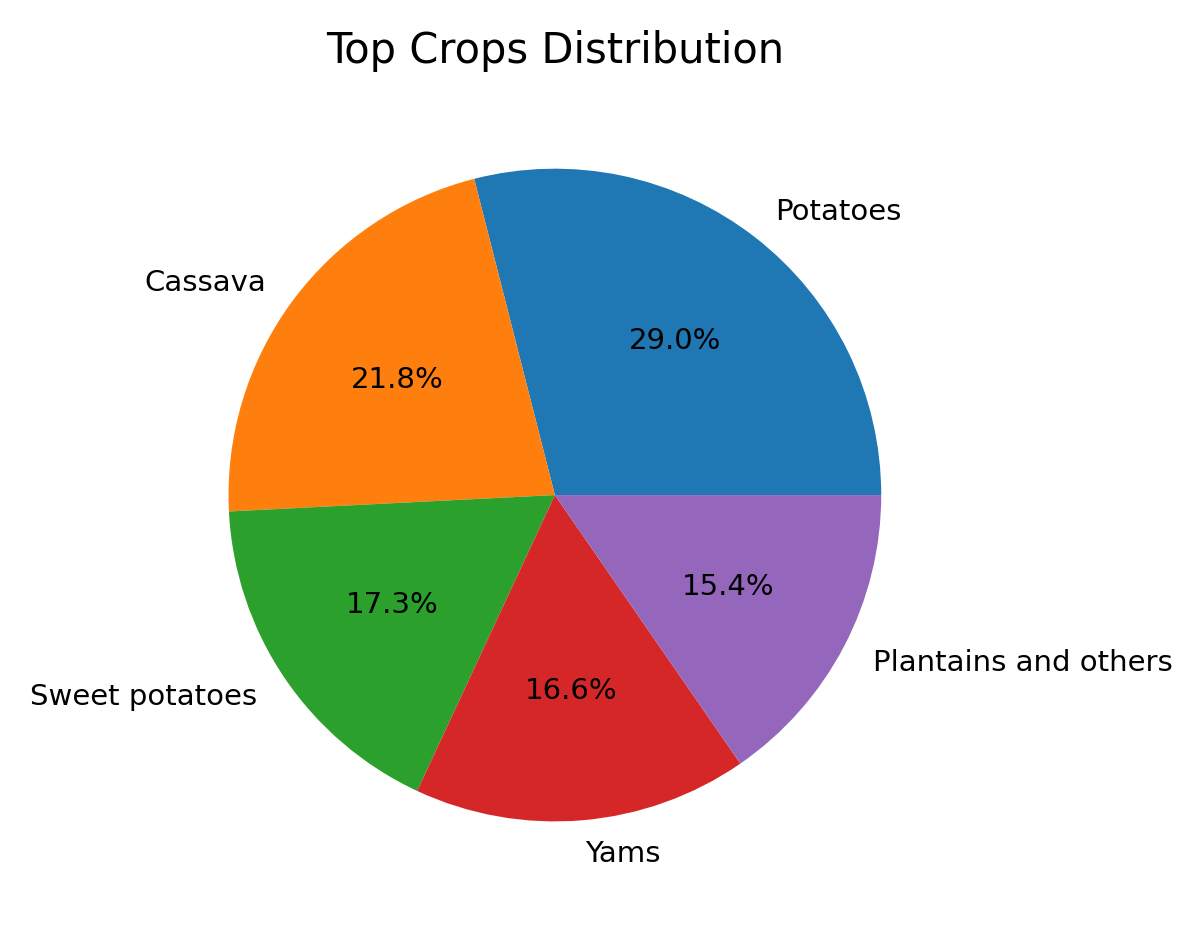 Top Crops Distribution
Potatoes
Cassava
29.0%
21.8%
15.4%
17.3%
Plantains and others
16.6%
Sweet potatoes
Yams